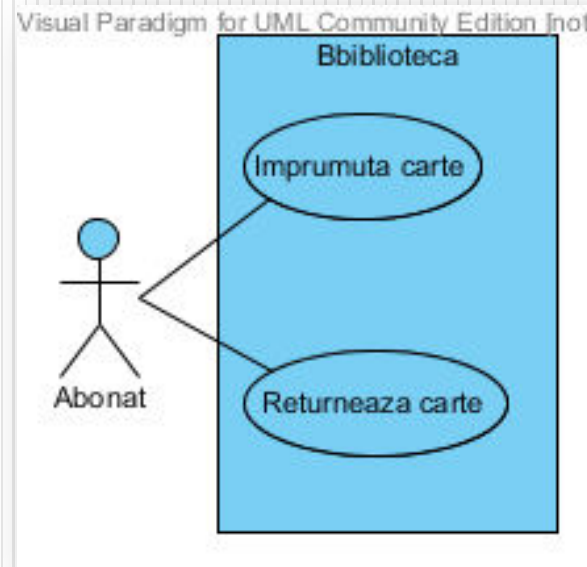 Visual Paradigm for UML Community Edition [not
Bbiblioteca
Imprumuta carte
Abonat
Returneaza carte